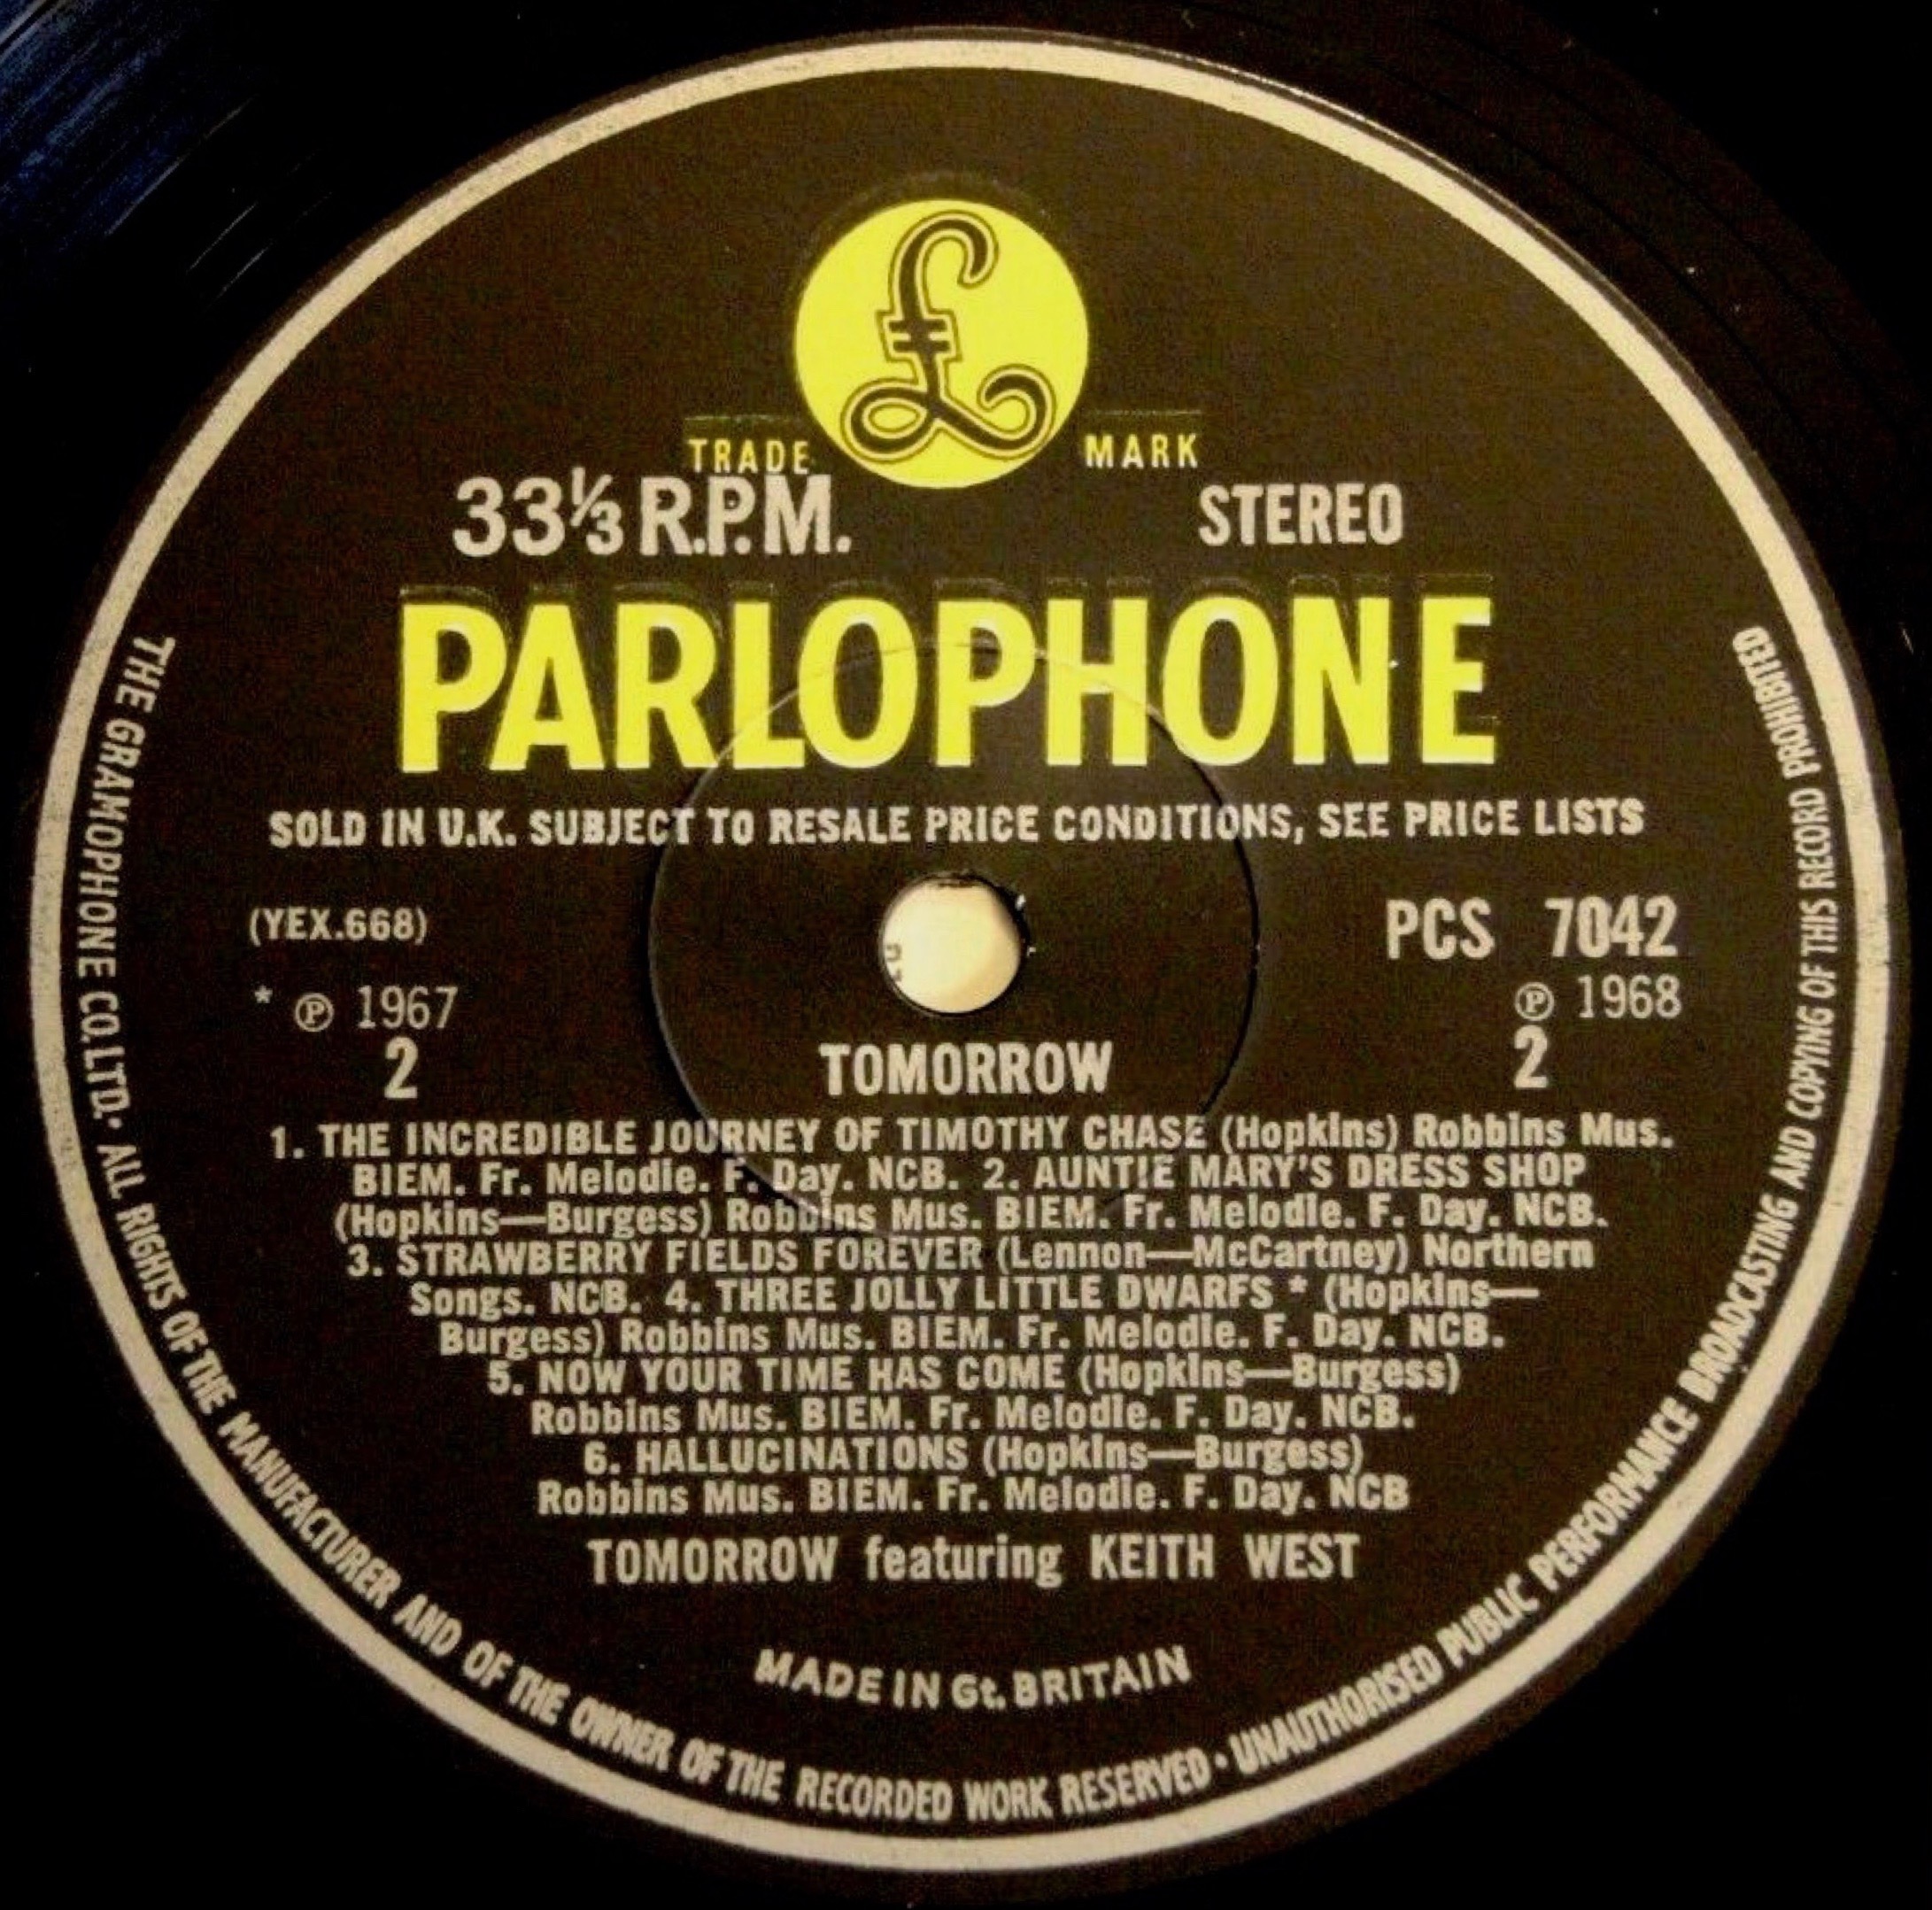 £
TRADE MARK
33⅓ R.P.M. STEREO
PARLOPHONE
SOLD IN U.K. SUBJECT TO RESALE PRICE CONDITIONS, SEE PRICE LISTS
(YEX.668) PCS 7042
* ℗ 1967 ℗ 1968
2 TOMORROW 2
1. THE INCREDIBLE JOURNEY OF TIMOTHY CHASE (Hopkins) Robbins Mus.
BIEM. Fr. Melodie. F. Day. NCB. 2. AUNTIE MARY'S DRESS SHOP
(Hopkins—Burgess) Robbins Mus. BIEM. Fr. Melodie. F. Day. NCB.
3. STRAWBERRY FIELDS FOREVER (Lennon—McCartney) Northern
Songs. NCB. 4. THREE JOLLY LITTLE DWARFS * (Hopkins—
Burgess) Robbins Mus. BIEM. Fr. Melodie. F. Day. NCB.
5. NOW YOUR TIME HAS COME (Hopkins—Burgess)
Robbins Mus. BIEM. Fr. Melodie. F. Day. NCB.
6. HALLUCINATIONS (Hopkins—Burgess)
Robbins Mus. BIEM. Fr. Melodie. F. Day. NCB
TOMORROW featuring KEITH WEST
MADE IN Gt. BRITAIN
THE GRAMOPHONE CO. LTD. • ALL RIGHTS OF THE MANUFACTURER AND OF THE OWNER OF THE RECORDED WORK RESERVED • UNAUTHORISED PUBLIC PERFORMANCE BROADCASTING AND COPYING OF THIS RECORD PROHIBITED